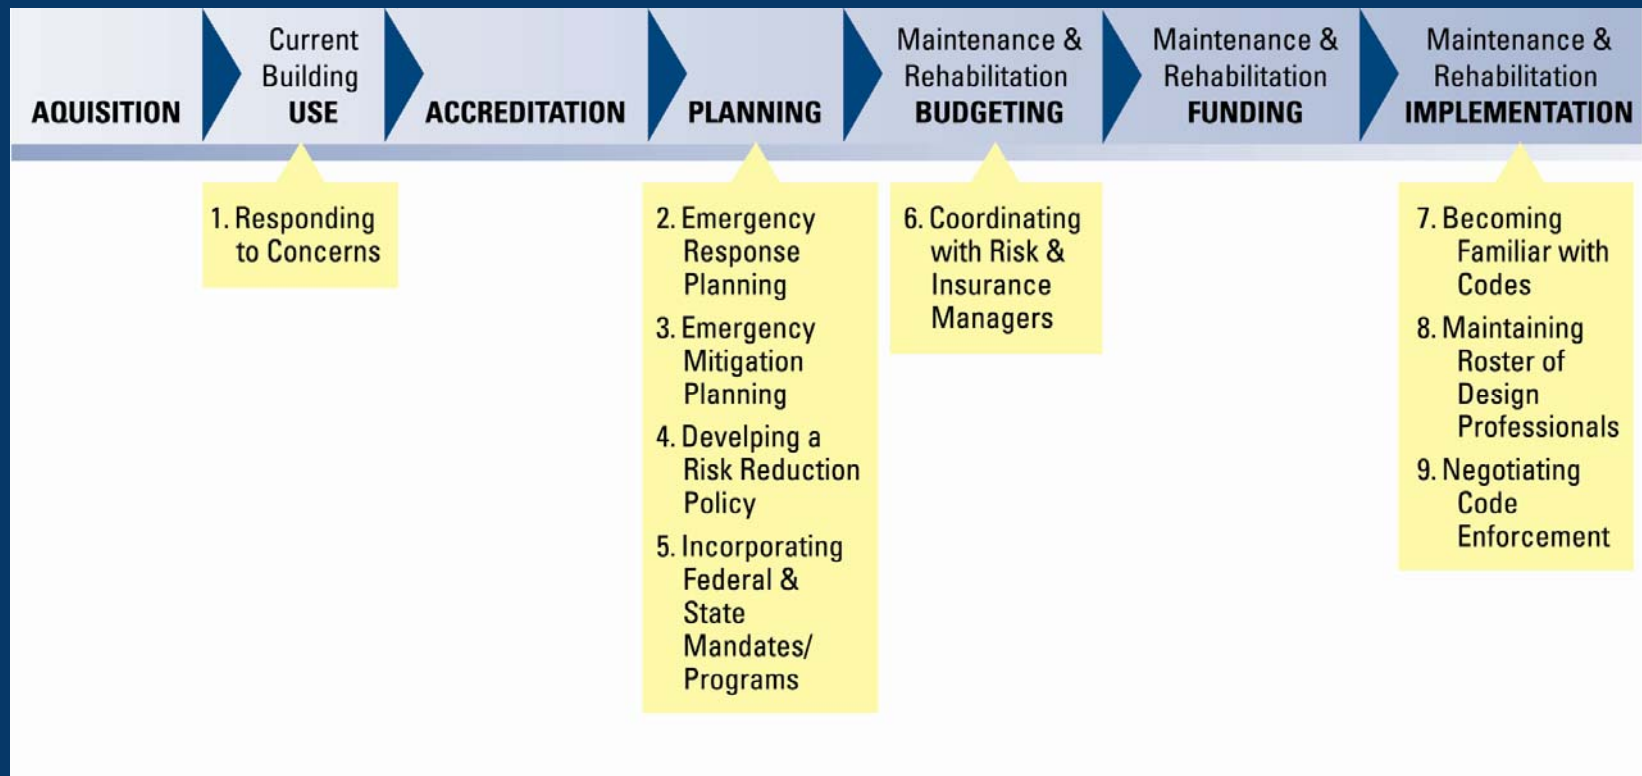 AQUISITION
Current
Building
USE
ACCREDITATION
PLANNING
Maintenance &
Rehabilitation
BUDGETING
Maintenance &
Rehabilitation
FUNDING
Maintenance &
Rehabilitation
IMPLEMENTATION
1. Responding
to Concerns
2. Emergency
Response
Planning
3. Emergency
Mitigation
Planning
4. Develping a
Risk Reduction
Policy
5. Incorporating
Federal &
State
Mandates/
Programs
6. Coordinating
with Risk &
Insurance
Managers
7. Becoming
Familiar with
Codes
8. Maintaining
Roster of
Design
Professionals
9. Negotiating
Code
Enforcement